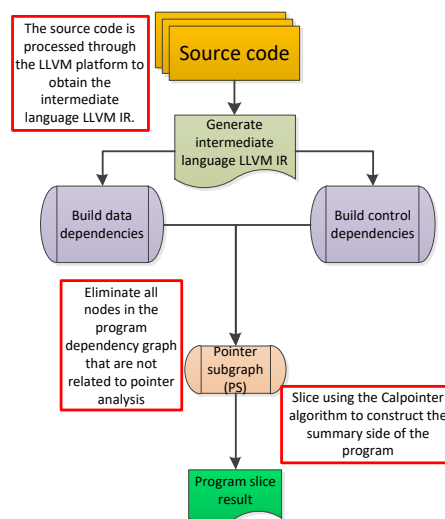 The source code is
processed through
the LLVM platform to
obtain the
intermediate
language LLVM IR.
Source code
Generate
intermediate
language LLVM IR
Build data
dependencies
Build control
dependencies
Eliminate all
nodes in the
program
dependency graph
that are not
related to pointer
analysis
Pointer
subgraph
(PS)
Slice using the Calpointer
algorithm to construct the
summary side of the
program
Program slice
result